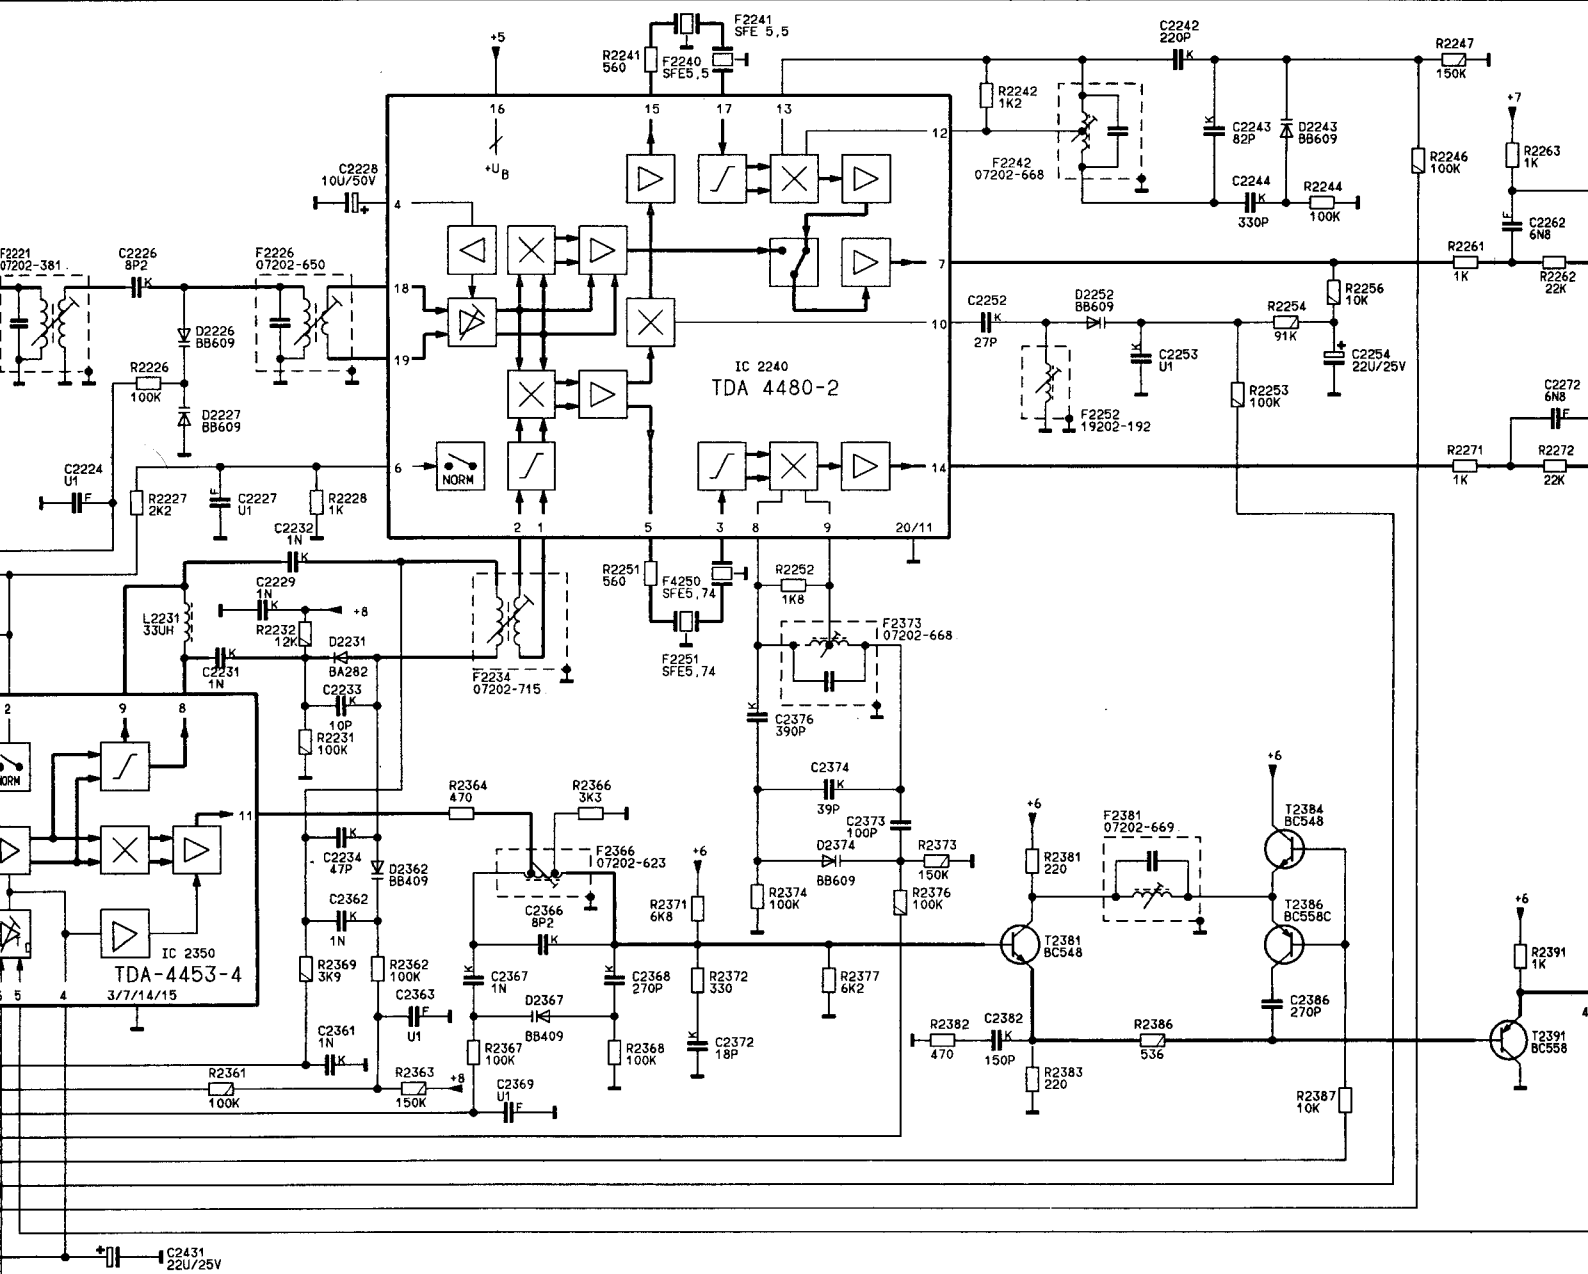 F2241
SFE 5,5
+5
R2241
560
F2240
SFE5,5
C2242
220P
R2247
150K
16
15
17
13
12
+U
B
R2242
1K2
C2243
82P
D2243
BB609
F2242
07202-668
C2244
330P
R2244
100K
R2246
100K
+7
R2263
1K
C2262
6N8
C2228
10U/50V
4
F2221
07202-381
C2226
8P2
F2226
07202-650
18
19
7
R2261
1K
R2262
22K
D2226
BB609
R2226
100K
D2227
BB609
IC 2240
TDA 4480-2
10
C2252
27P
D2252
BB609
R2254
91K
R2256
10K
C2254
22U/25V
C2253
U1
R2253
100K
F2252
19202-192
C2272
6N8
6
NORM
14
R2271
1K
R2272
22K
C2224
U1
R2227
2K2
C2227
U1
R2228
1K
2
1
5
3
8
9
20/11
C2232
1N
C2229
1N
+8
L2231
33UH
R2232
12K
D2231
BA282
C2231
1N
R2251
560
F4250
SFE5,74
F2251
SFE5,74
R2252
1K8
F2373
07202-668
F2234
07202-715
C2233
10P
R2231
100K
C2376
390P
2
9
8
11
R2364
470
R2366
3K3
C2374
39P
C2373
100P
+6
+6
T2384
BC548
F2381
07202-669
C2234
47P
D2362
BB409
F2366
07202-623
+6
D2374
BB609
R2373
150K
R2381
220
C2362
1N
C2366
8P2
R2371
6K8
R2374
100K
R2376
100K
T2386
BC558C
+6
IC 2350
TDA-4453-4
R2369
3K9
R2362
100K
C2367
1N
C2368
270P
R2372
330
R2377
6K2
T2381
BC548
R2391
1K
5
4
3/7/14/15
C2363
U1
D2367
BB409
C2386
270P
C2361
1N
R2367
100K
R2368
100K
C2372
18P
R2382
470
C2382
150P
R2386
536
T2391
BC558
R2361
100K
R2363
150K
+8
C2369
U1
R2383
220
R2387
10K
C2431
22U/25V